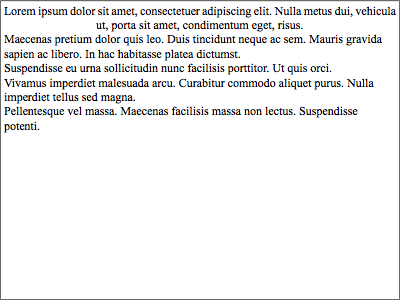 Lorem ipsum dolor sit amet, consectetuer adipiscing elit. Nulla metus dui, vehicula
ut, porta sit amet, condimentum eget, risus.
Maecenas pretium dolor quis leo. Duis tincidunt neque ac sem. Mauris gravida
sapien ac libero. In hac habitasse platea dictumst.
Suspendisse eu urna sollicitudin nunc facilisis porttitor. Ut quis orci.
Vivamus imperdiet malesuada arcu. Curabitur commodo aliquet purus. Nulla
imperdiet tellus sed magna.
Pellentesque vel massa. Maecenas facilisis massa non lectus. Suspendisse
potenti.